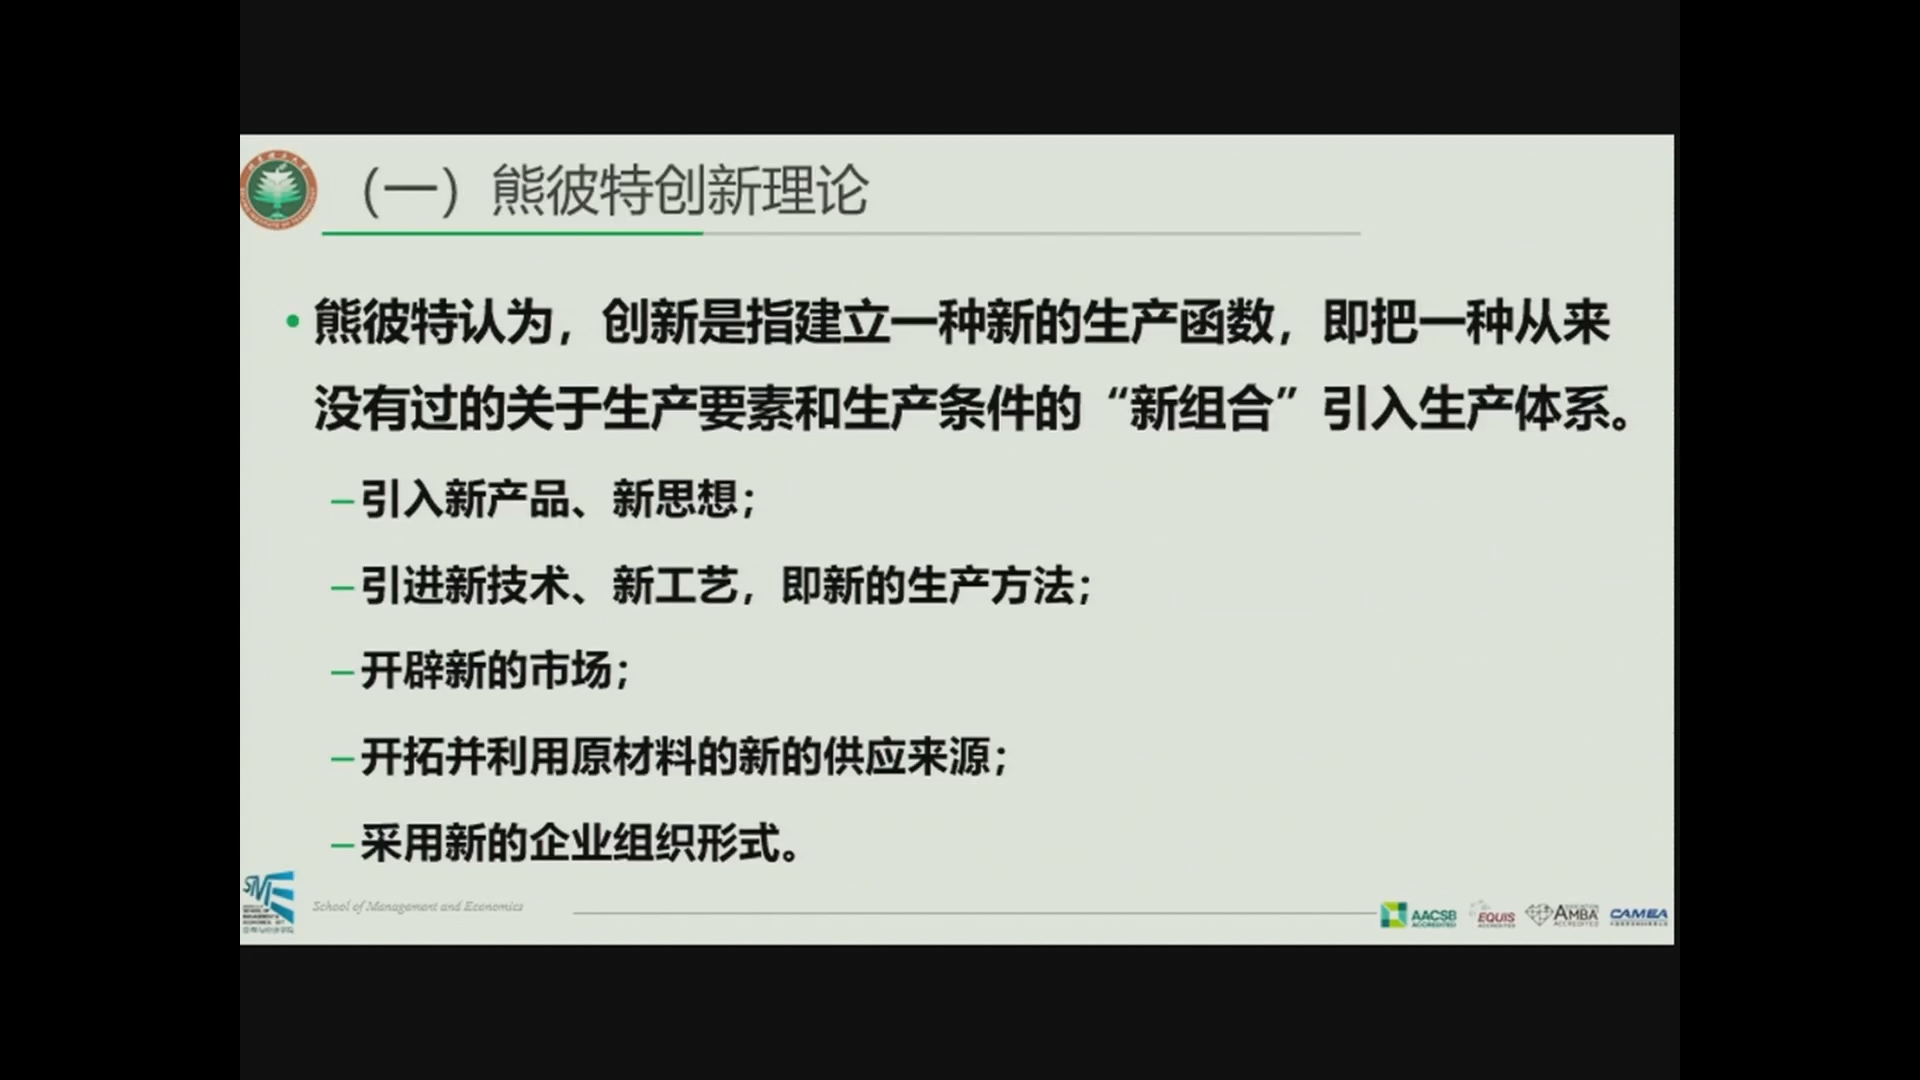 （一）熊彼特创新理论
•熊彼特认为，创新是指建立一种新的生产函数，即把一种从来
没有过的关于生产要素和生产条件的“新组合”引入生产体系。
–引入新产品、新思想；
–引进新技术、新工艺，即新的生产方法；
–开辟新的市场；
–开拓并利用原材料的新的供应来源；
–采用新的企业组织形式。
School of Management and Economics
AACSB
ACCREDITED
EQUIS
ACCREDITED
AMBA
ACCREDITED
CAMEA